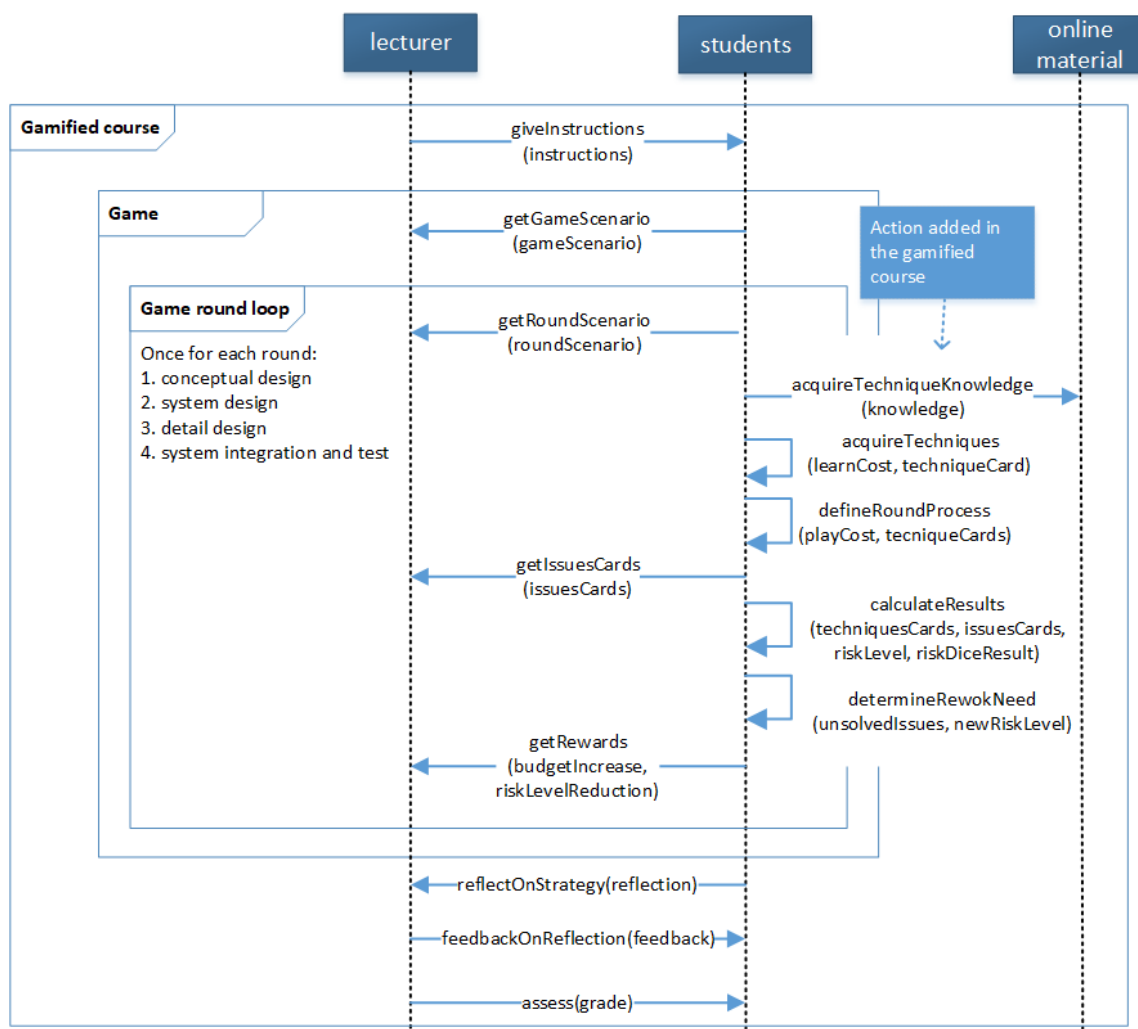 lecturer
students
online
material
Gamified course
giveInstructions
(instructions)
Game
getGameScenario
(gameScenario)
Action added in
the gamified
course
Game round loop
getRoundScenario
(roundScenario)
Once for each round:
1. conceptual design
2. system design
3. detail design
4. system integration and test
acquireTechniqueKnowledge
(knowledge)
acquireTechniques
(learnCost, techniqueCard)
defineRoundProcess
(playCost, tecniqueCards)
getIssuesCards
(issuesCards)
calculateResults
(techniquesCards, issuesCards,
riskLevel, riskDiceResult)
determineRewokNeed
(unsolvedIssues, newRiskLevel)
getRewards
(budgetIncrease,
riskLevelReduction)
reflectOnStrategy(reflection)
feedbackOnReflection(feedback)
assess(grade)